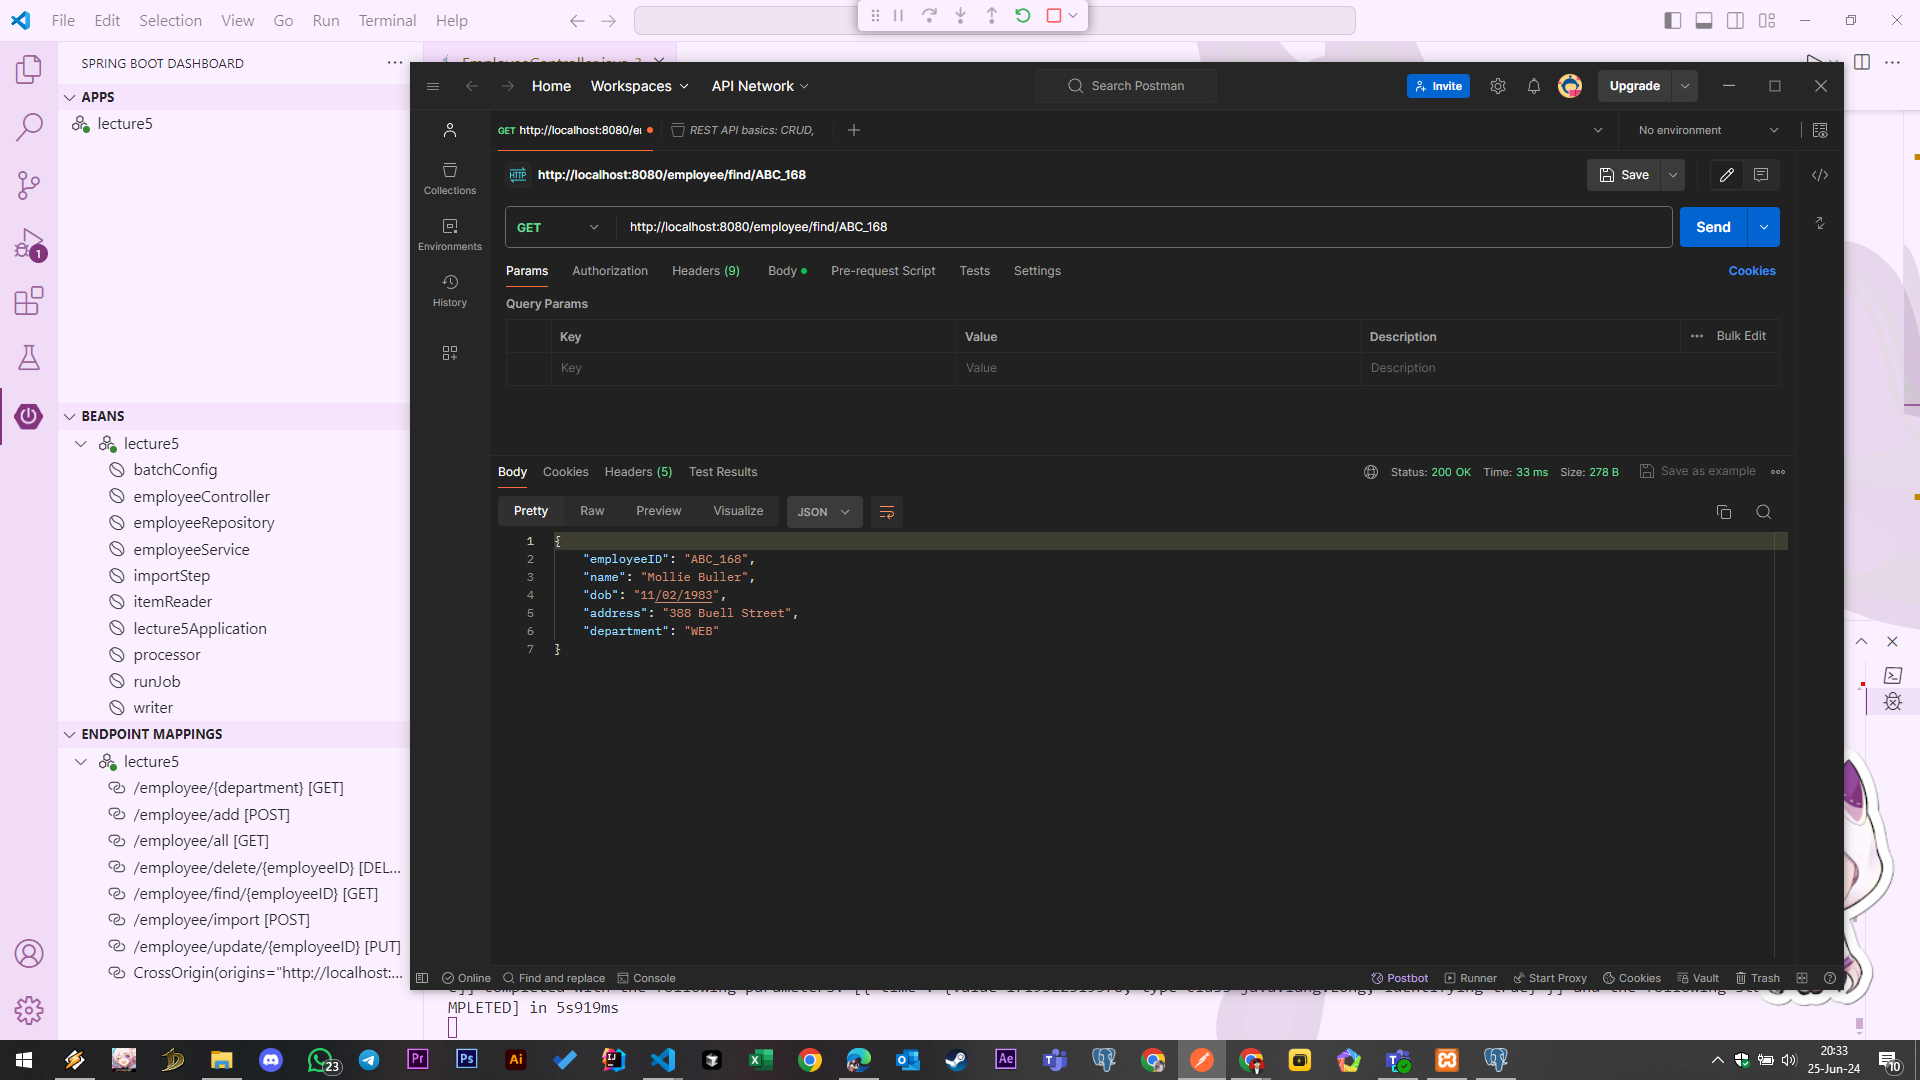 File Edit Selection View Go Run Terminal Help
SPRING BOOT DASHBOARD
APPS
lecture5
1
BEANS
lecture5
batchConfig
employeeController
employeeRepository
employeeService
importStep
itemReader
lecture5Application
processor
runJob
writer
ENDPOINT MAPPINGS
lecture5
/employee/{department} [GET]
/employee/add [POST]
/employee/all [GET]
/employee/delete/{employeeID} [DEL...
/employee/find/{employeeID} [GET]
/employee/import [POST]
/employee/update/{employeeID} [PUT]
CrossOrigin(origins="http://localhost:...
Home Workspaces API Network Search Postman Invite Upgrade
GET http://localhost:8080/e REST API basics: CRUD, No environment
Collections
Environments
History
HTTP http://localhost:8080/employee/find/ABC_168 Save
GET http://localhost:8080/employee/find/ABC_168 Send
Params Authorization Headers (9) Body Pre-request Script Tests Settings Cookies
Query Params
Key Value Description Bulk Edit
Key Value Description
Body Cookies Headers (5) Test Results Status: 200 OK Time: 33 ms Size: 278 B Save as example
Pretty Raw Preview Visualize JSON
1 {
2 "employeeID": "ABC_168",
3 "name": "Mollie Buller",
4 "dob": "11/02/1983",
5 "address": "388 Buell Street",
6 "department": "WEB"
7 }
Online Find and replace Console Postbot Runner Start Proxy Cookies Vault Trash
MPLETED] in 5s919ms
23 Pr Ps Ai Ae
20:33
25-Jun-24
10